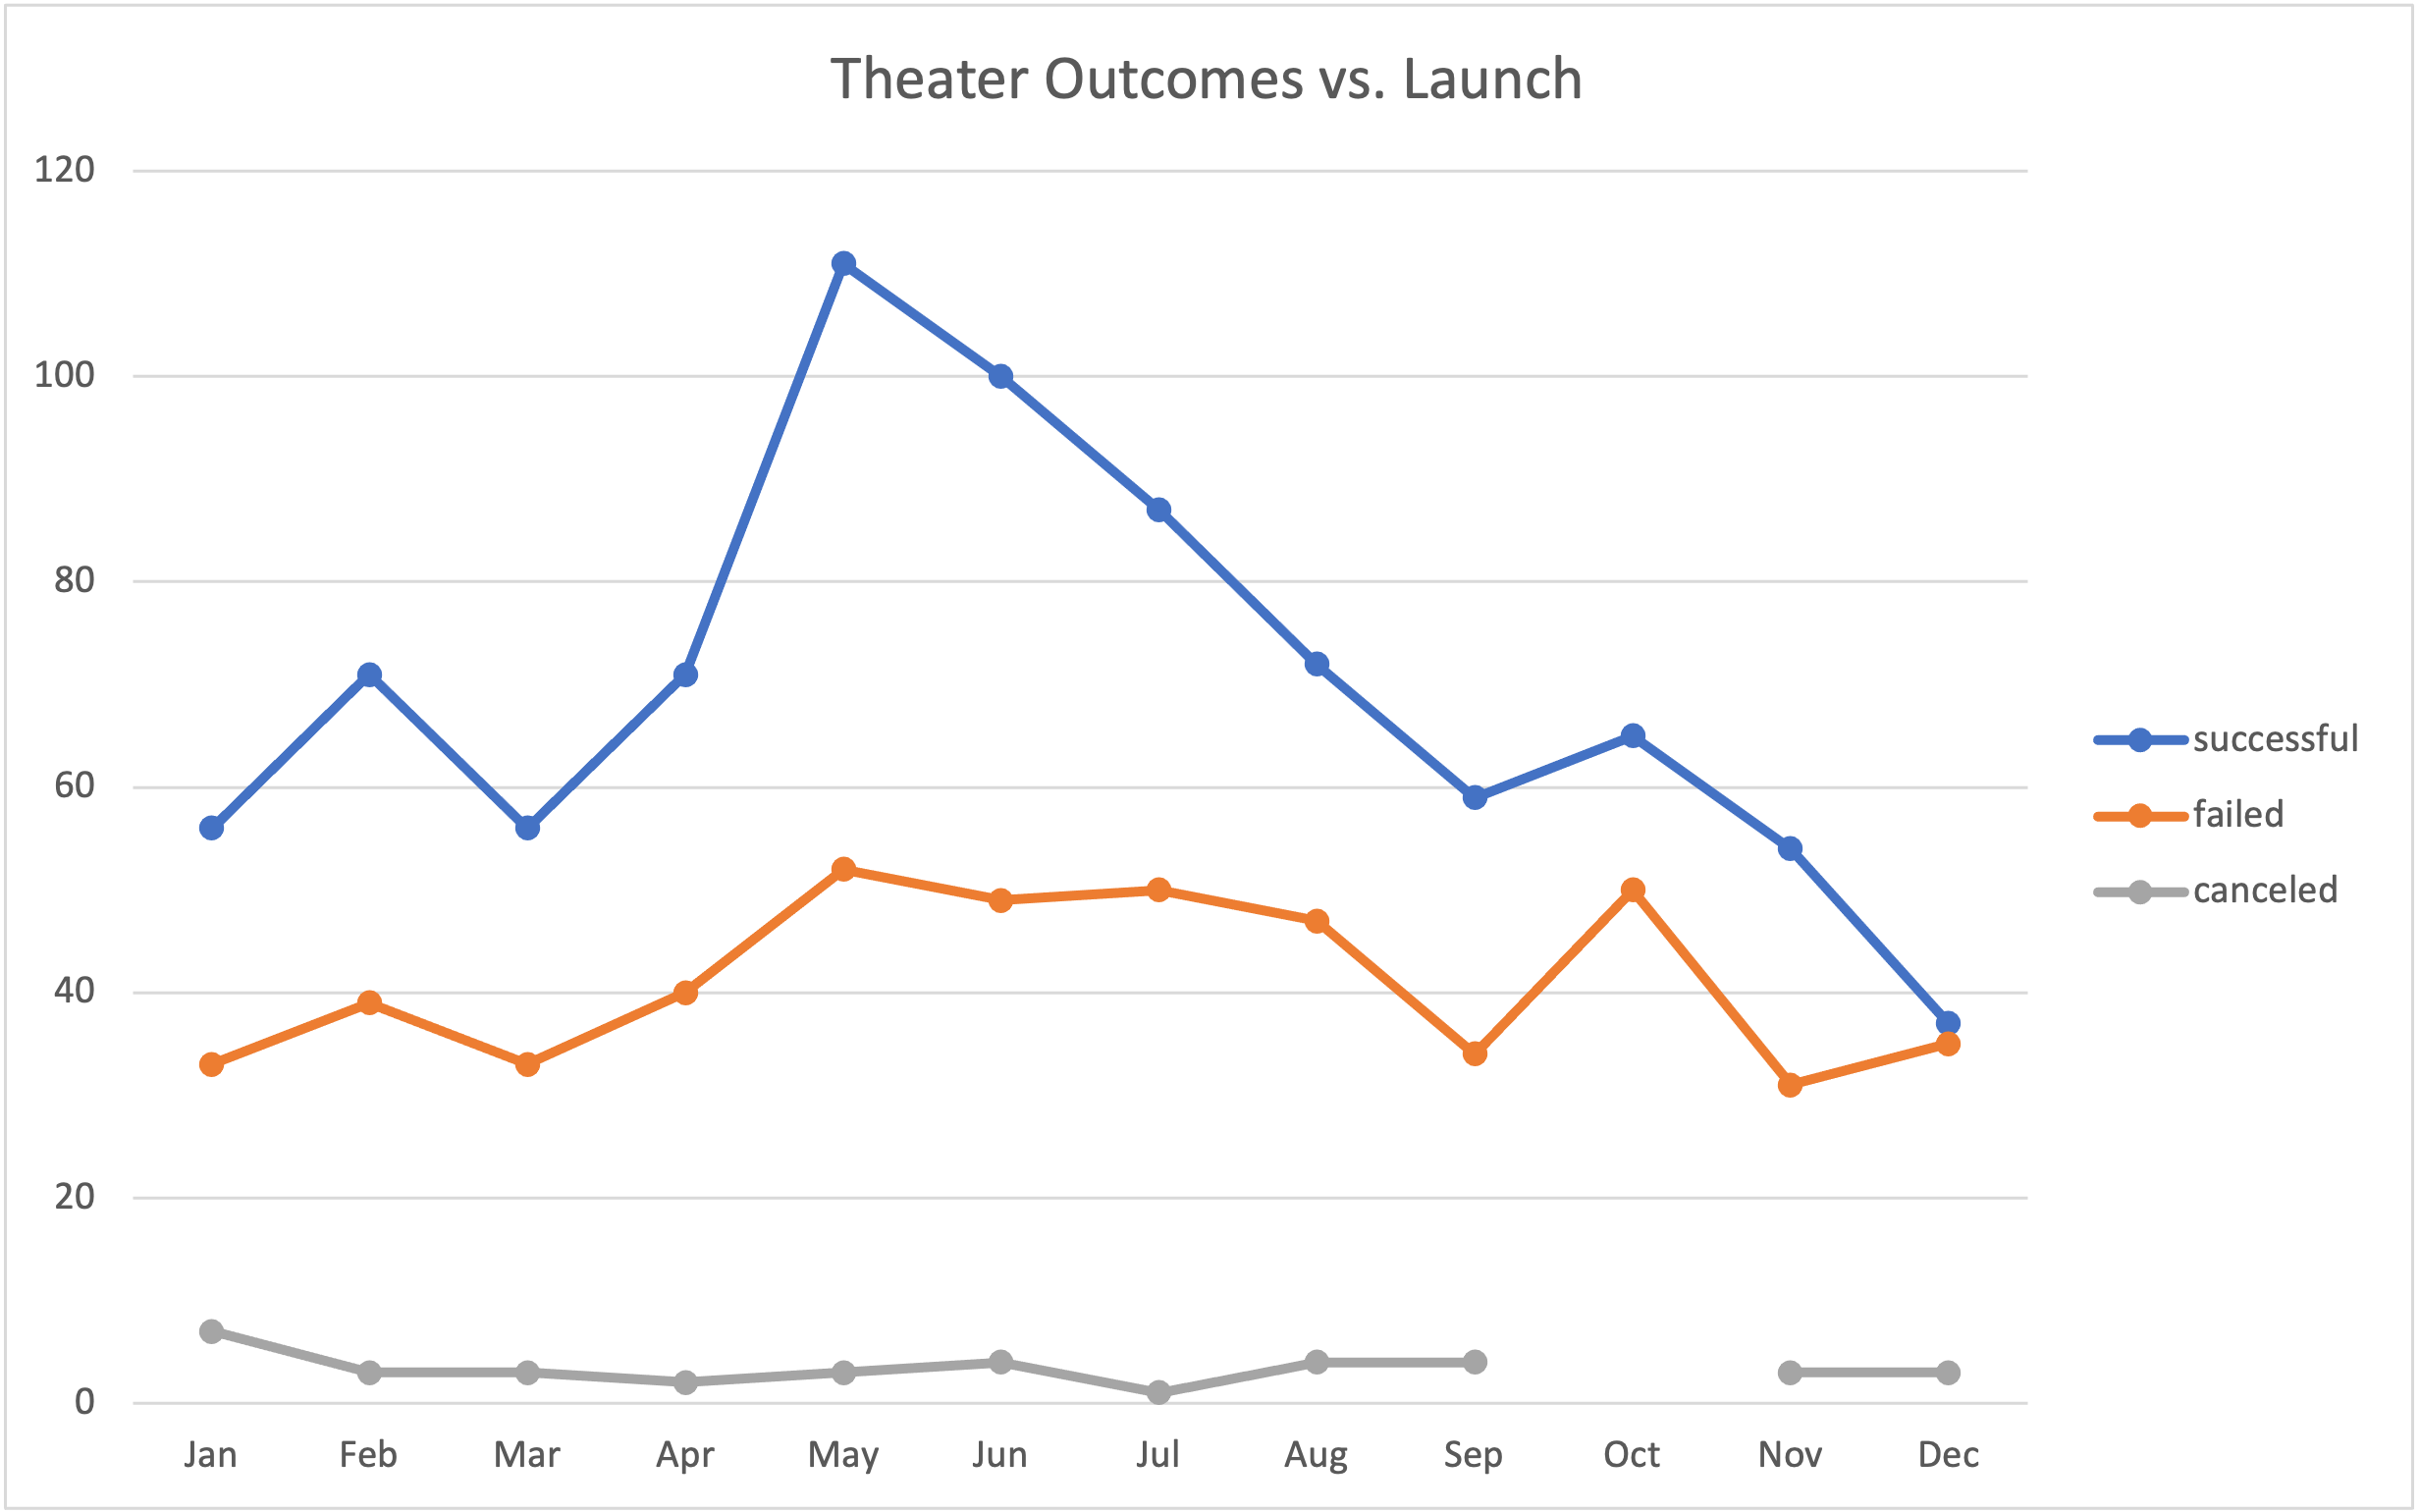 Theater Outcomes vs. Launch
120
100
80
60
40
20
0
Jan Feb Mar Apr May Jun Jul Aug Sep Oct Nov Dec
successful
failed
canceled